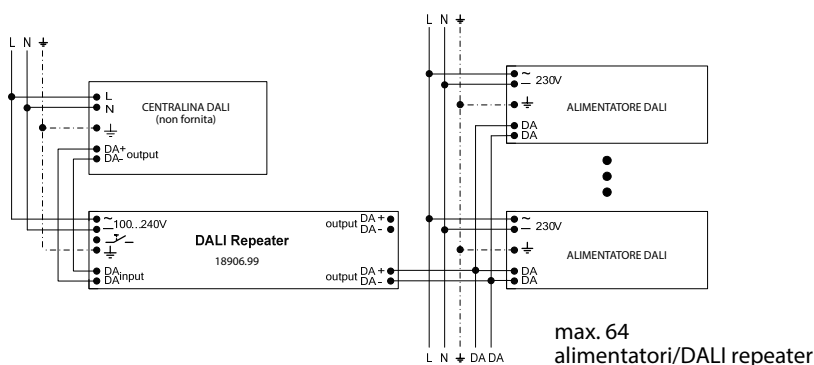 L N
L N
L
N
CENTRALINA DALI
(non fornita)
DA+
DA-
output
~
230V
ALIMENTATORE DALI
DA
DA
~
100...240V
DALI Repeater
18906.99
output
DA +
DA -
DA
DA
input
output
DA +
DA -
~
230V
ALIMENTATORE DALI
DA
DA
L N DA DA
max. 64
alimentatori/DALI repeater